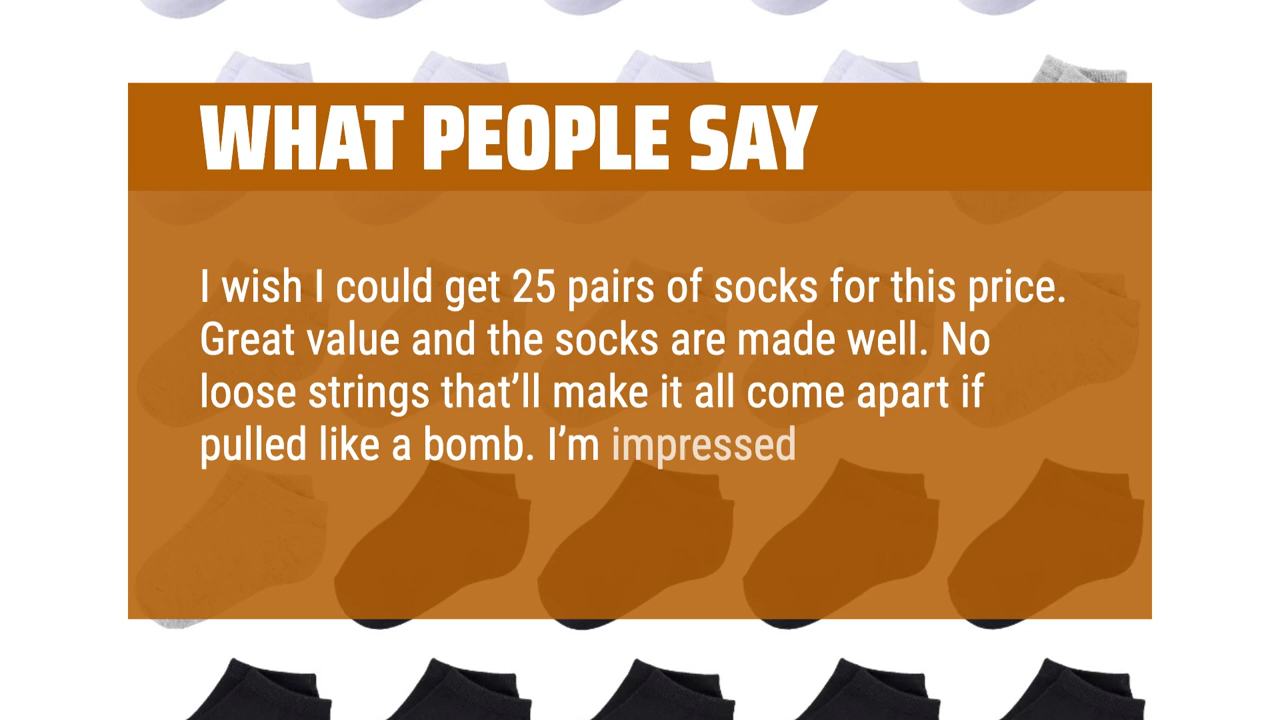 WHAT PEOPLE SAY
I wish I could get 25 pairs of socks for this price.
Great value and the socks are made well. No
loose strings that’ll make it all come apart if
pulled like a bomb. I’m impressed